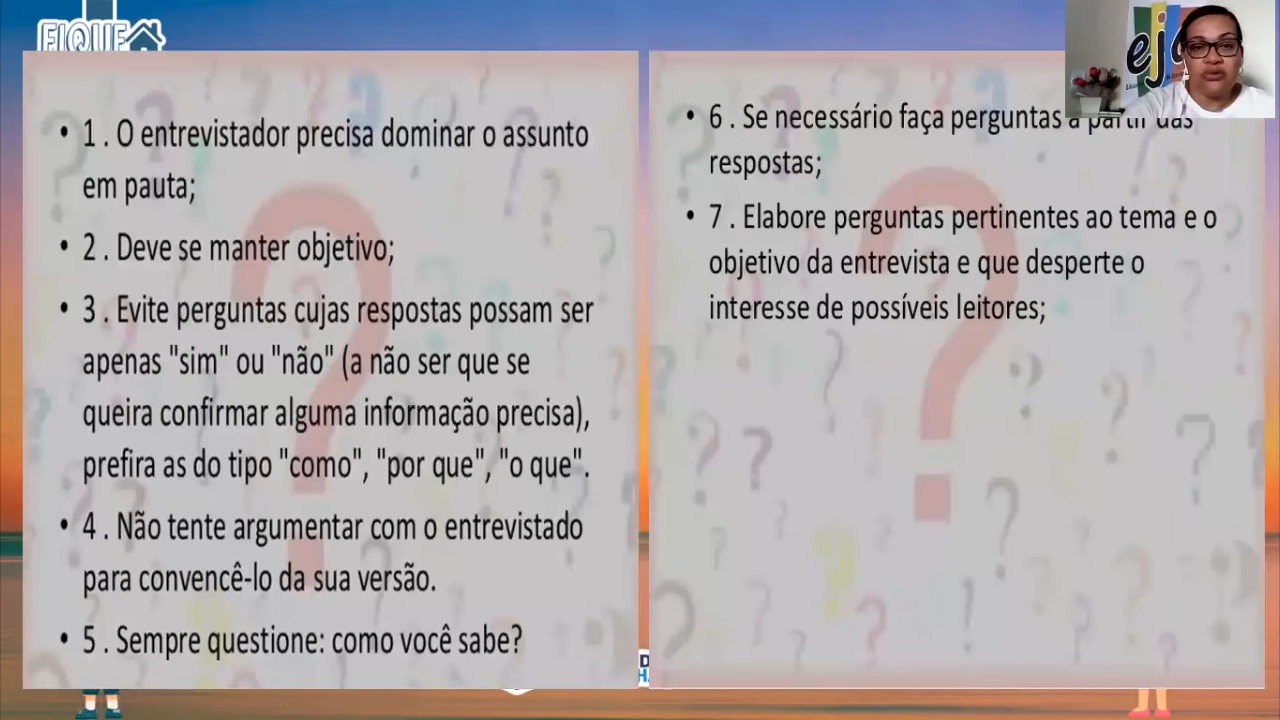 FIQUE
1 . O entrevistador precisa dominar o assunto
em pauta;
2 . Deve se manter objetivo;
3 . Evite perguntas cujas respostas possam ser
apenas "sim" ou "não" (a não ser que se
queira confirmar alguma informação precisa),
prefira as do tipo "como", "por que", "o que".
4 . Não tente argumentar com o entrevistado
para convencê-lo da sua versão.
5 . Sempre questione: como você sabe?
6 . Se necessário faça perguntas a partir das
respostas;
7 . Elabore perguntas pertinentes ao tema e o
objetivo da entrevista e que desperte o
interesse de possíveis leitores;
eja